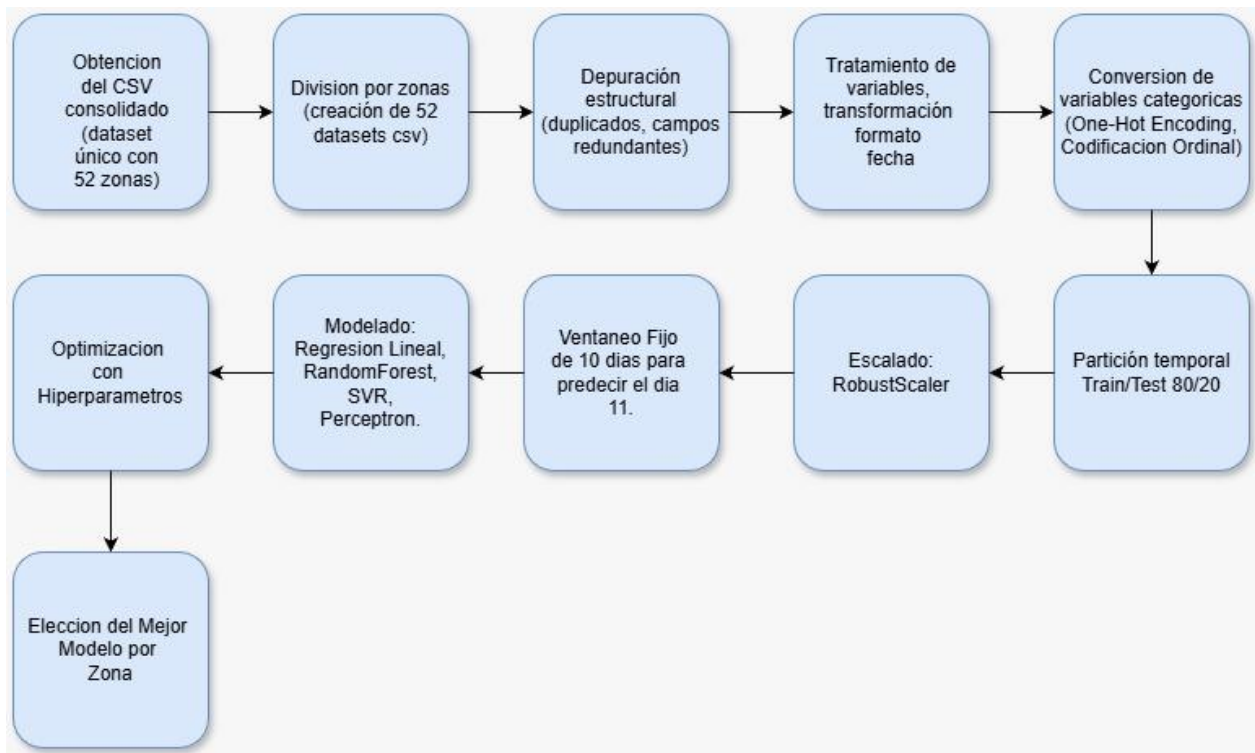 Obtencion
del CSV
consolidado
(dataset
único con
52 zonas)
Division por zonas
(creación de 52
datasets csv)
Depuración
estructural
(duplicados, campos
redundantes)
Tratamiento de
variables,
transformación
formato
fecha
Conversion de
variables categoricas
(One-Hot Encoding,
Codificacion Ordinal)
Partición temporal
Train/Test 80/20
Escalado:
RobustScaler
Ventaneo Fijo
de 10 dias para
predecir el dia
11.
Modelado:
Regresion Lineal,
RandomForest,
SVR,
Perceptron.
Optimizacion
con
Hiperparametros
Eleccion del Mejor
Modelo por
Zona